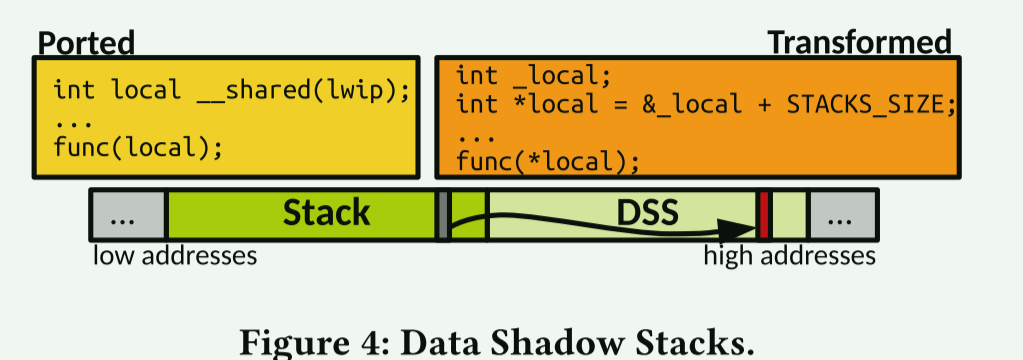 Ported
Transformed
int local __shared(lwip);
...
func(local);
int _local;
int *local = &_local + STACKS_SIZE;
...
func(*local);
... Stack DSS ...
low addresses
high addresses
Figure 4: Data Shadow Stacks.